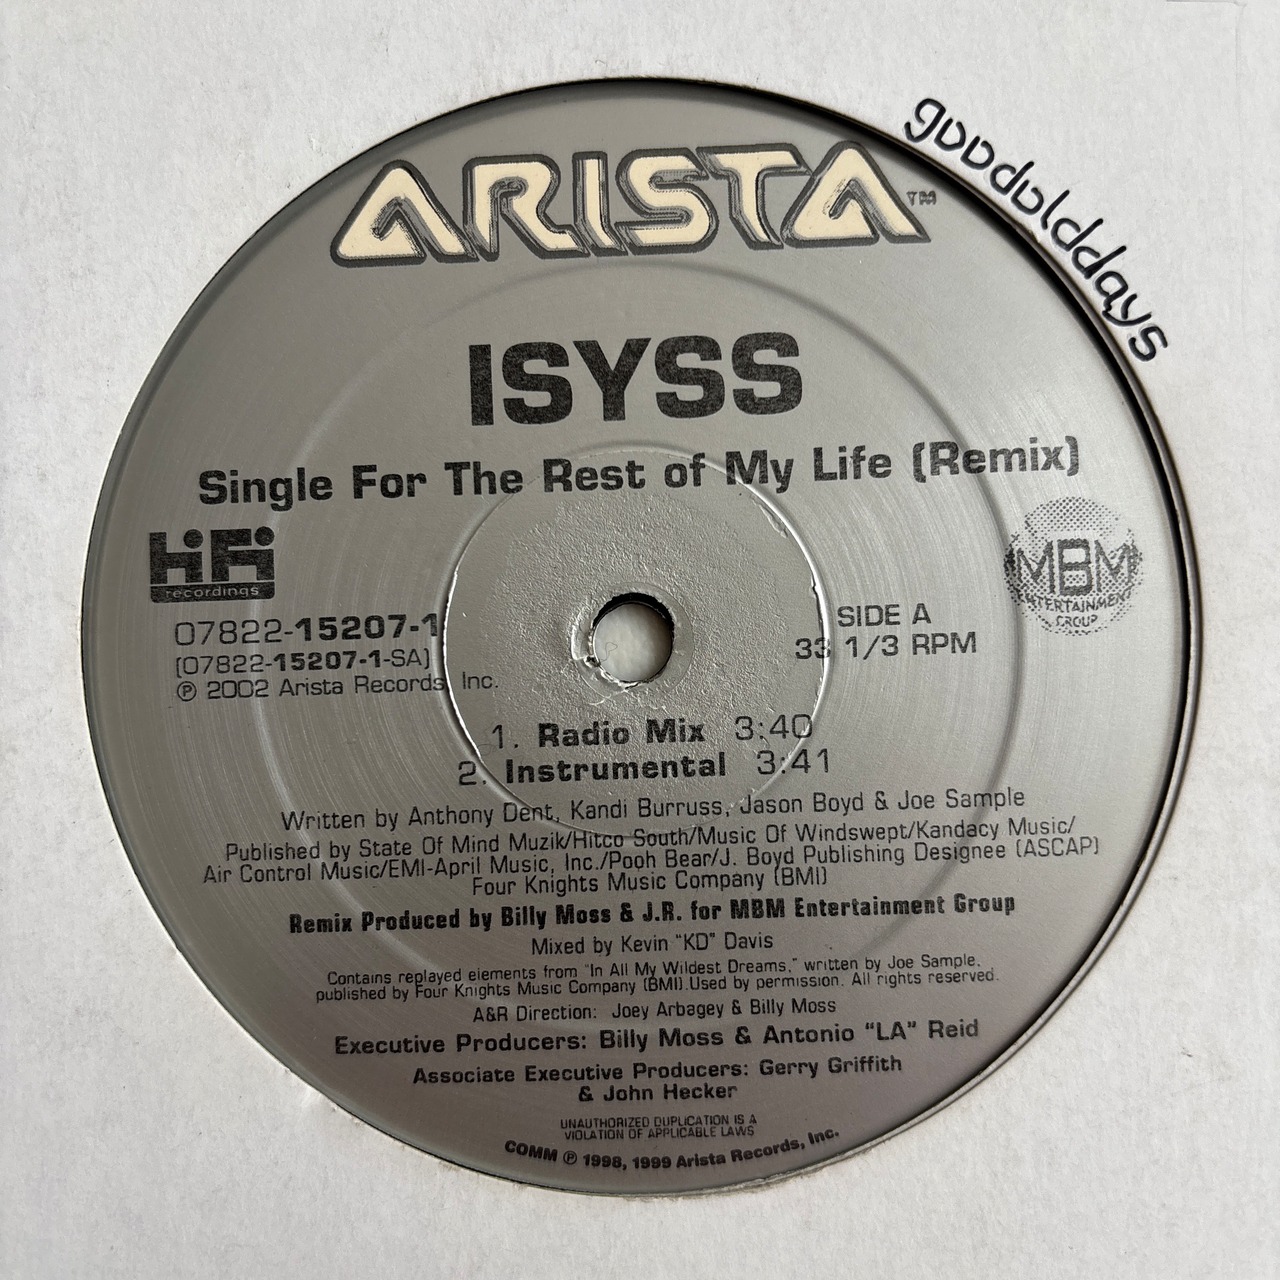 ARISTA™
gooddolddays
ISYSS
Single For The Rest of My Life (Remix)
hifi
recordings
MBM
ENTERTAINMENT
GROUP
07822-15207-1
(07822-15207-1-SA)
℗ 2002 Arista Records, Inc.
SIDE A
33 1/3 RPM
1. Radio Mix 3:40
2. Instrumental 3:41
Written by Anthony Dent, Kandi Burruss, Jason Boyd & Joe Sample
Published by State Of Mind Muzik/Hitco South/Music Of Windswept/Kandacy Music/
Air Control Music/EMI-April Music, Inc./Pooh Bear/J. Boyd Publishing Designee (ASCAP)
Four Knights Music Company (BMI)
Remix Produced by Billy Moss & J.R. for MBM Entertainment Group
Mixed by Kevin "KD" Davis
Contains replayed elements from "In All My Wildest Dreams," written by Joe Sample,
published by Four Knights Music Company (BMI).Used by permission. All rights reserved.
A&R Direction: Joey Arbagey & Billy Moss
Executive Producers: Billy Moss & Antonio "LA" Reid
Associate Executive Producers: Gerry Griffith
& John Hecker
UNAUTHORIZED DUPLICATION IS A
VIOLATION OF APPLICABLE LAWS
COMM ℗ 1998, 1999 Arista Records, Inc.